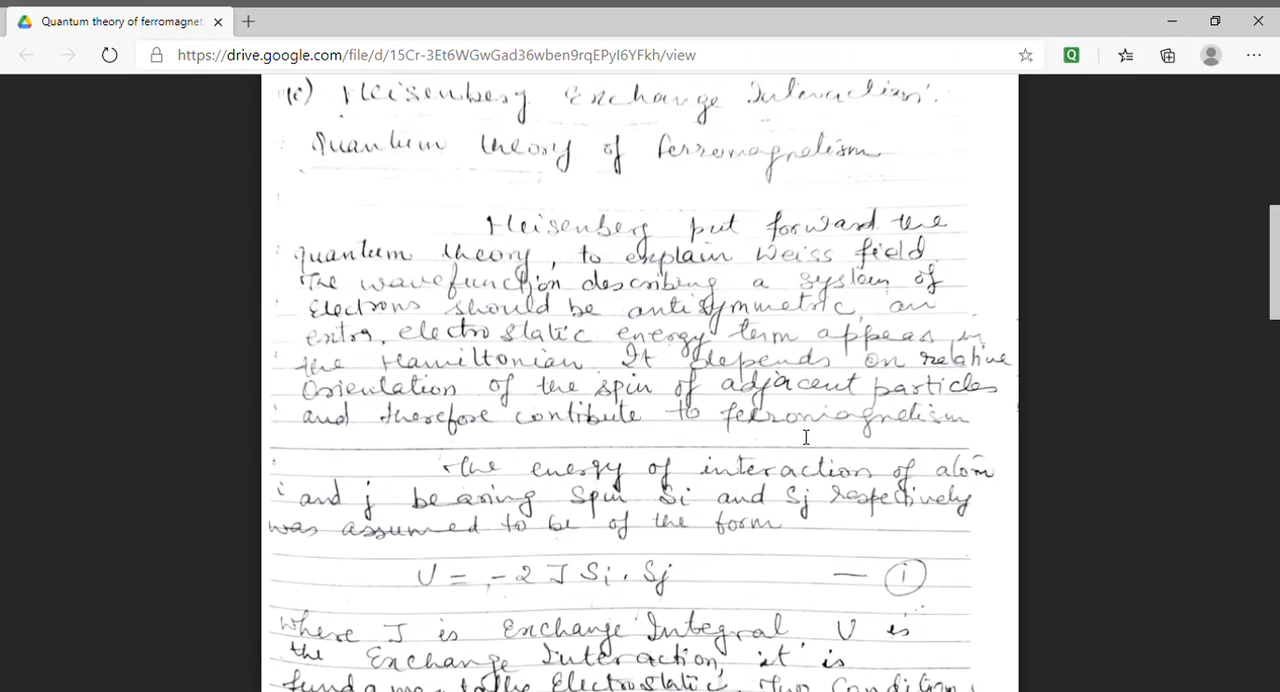 Quantum theory of ferromagnet
https://drive.google.com/file/d/15Cr-3Et6WGwGad36wben9rqEPyI6YFkh/view
(c) Heisenberg Exchange Interaction.
Quantum theory of ferromagnetism
Heisenberg put forward the
quantum theory, to explain Weiss field
The wavefunction describing a system of
Electrons should be antisymmetric, an
extra electrostatic energy term appears in
the Hamiltonian It depends on relative
Orientation of the spin of adjacent particles
and therefore contibute to ferromagnetism
The energy of interaction of atom
i and j bearing Spin Si and Sj respectively
was assumed to be of the form
U = -2 J Si . Sj — (i)
where J is Exchange Integral U is
the Exchange Interaction, it is
Electrostatic. Two Condition